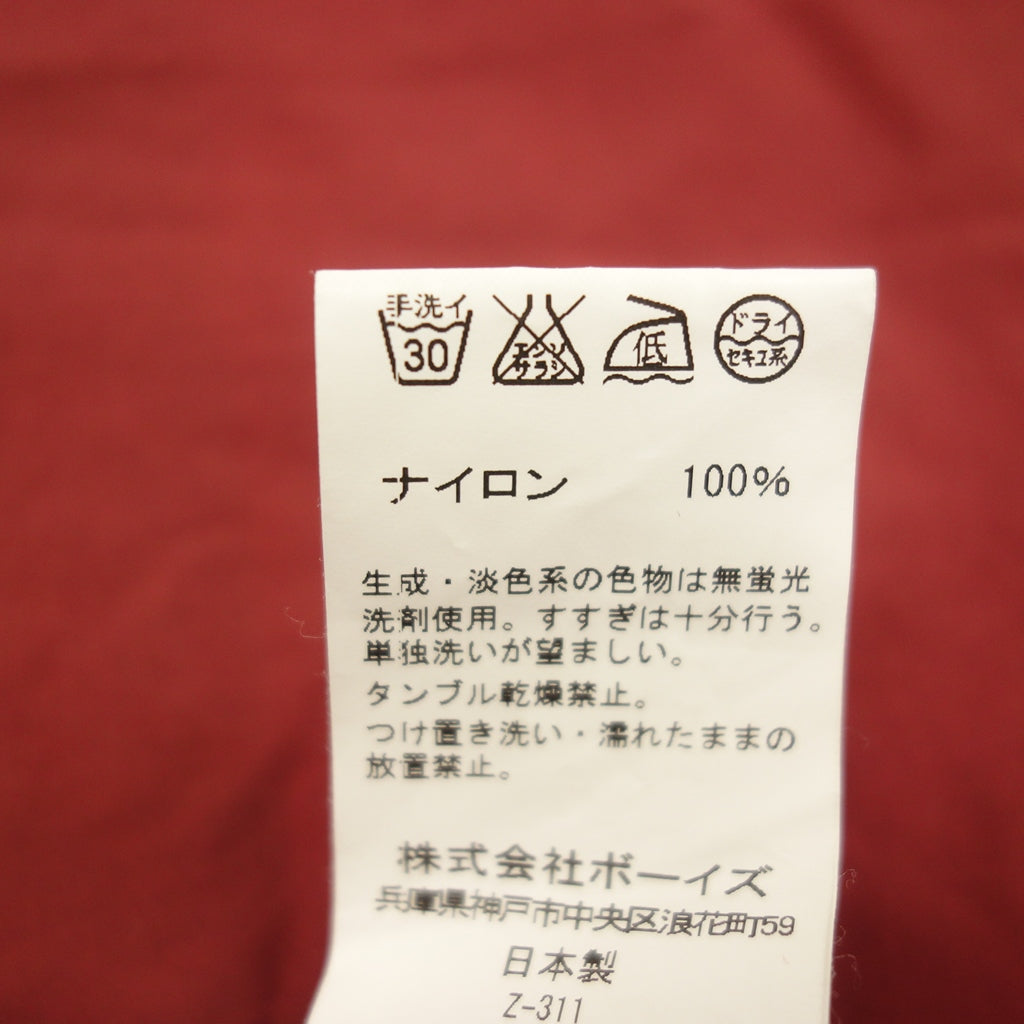 手洗イ 30 エンソサラシ 低 ドライ セキユ系
ナイロン 100%
生成・淡色系の色物は無蛍光
洗剤使用。すすぎは十分行う。
単独洗いが望ましい。
タンブル乾燥禁止。
つけ置き洗い・濡れたままの
放置禁止。
株式会社ボーイズ
兵庫県神戸市中央区浪花町59
日本製
Z-311